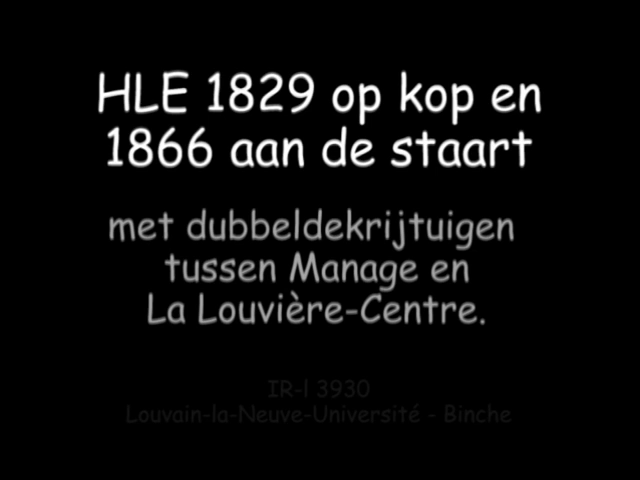 HLE 1829 op kop en
1866 aan de staart
met dubbeldekrijtuigen
tussen Manage en
La Louvière-Centre.
IR-l 3930
Louvain-la-Neuve-Université - Binche